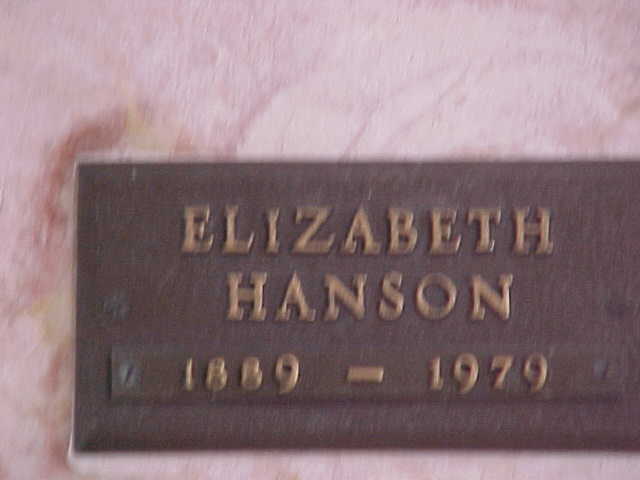 ELIZABETH
HANSON
1889 — 1979